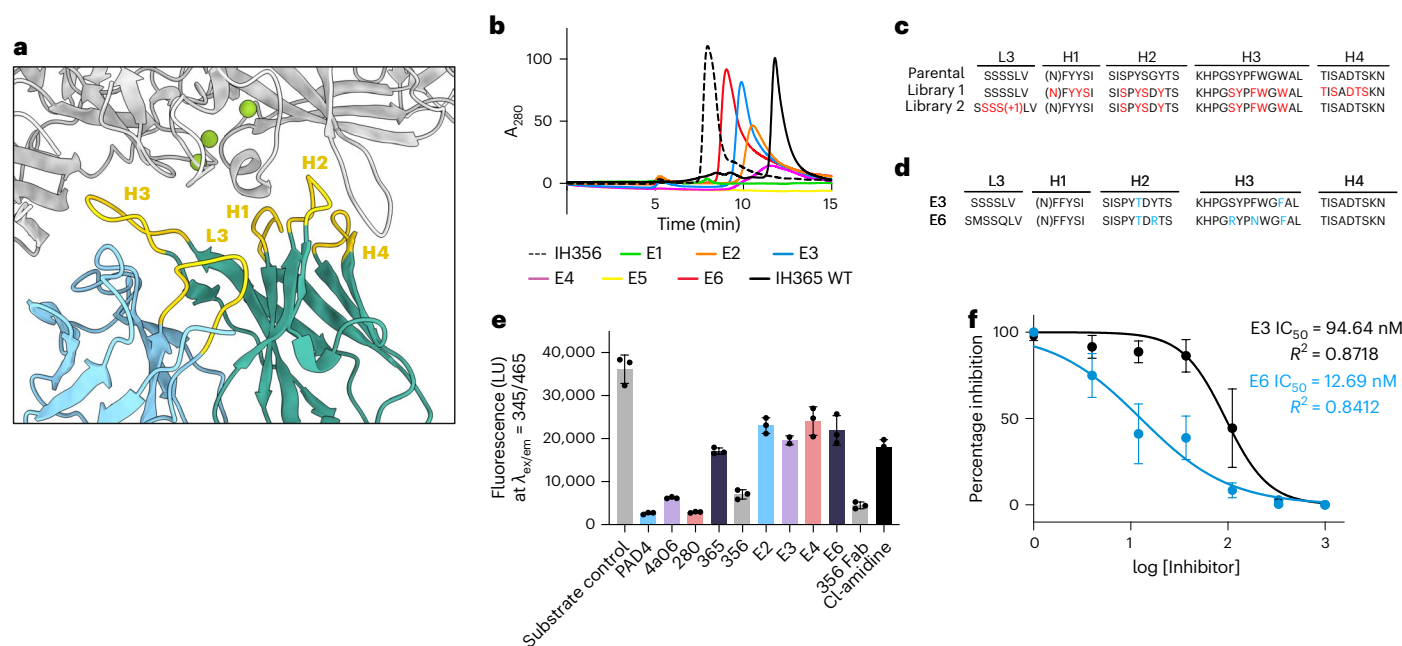 a
H3
L3
H1
H2
H4
b
A280
100
50
0
5
10
15
Time (min)
IH356
E1
E2
E3
E4
E5
E6
IH365 WT
c
L3 H1 H2 H3 H4
Parental SSSSLV (N)FYYSI SISPYSGYTS KHPGSYPFWGWAL TISADTSKN
Library 1 SSSSLV (N)FYYSI SISPYSDYTS KHPGSYPFWGWAL TISADTSKN
Library 2 SSSS(+1)LV (N)FYYSI SISPYSDYTS KHPGSYPFWGWAL TISADTSKN
d
L3 H1 H2 H3 H4
E3 SSSSLV (N)FFYSI SISPYTDYTS KHPGSYPFWGFAL TISADTSKN
E6 SMSSQLV (N)FFYSI SISPYTDRTS KHPGRYPNWGFAL TISADTSKN
e
Fluorescence (LU)
at λex/em = 345/465
40,000
30,000
20,000
10,000
0
Substrate control
PAD4
4a06
280
365
356
E2
E3
E4
E6
356 Fab
Cl-amidine
f
Percentage inhibition
100
50
0
0
1
2
3
log [Inhibitor]
E3 IC50 = 94.64 nM
R2 = 0.8718
E6 IC50 = 12.69 nM
R2 = 0.8412